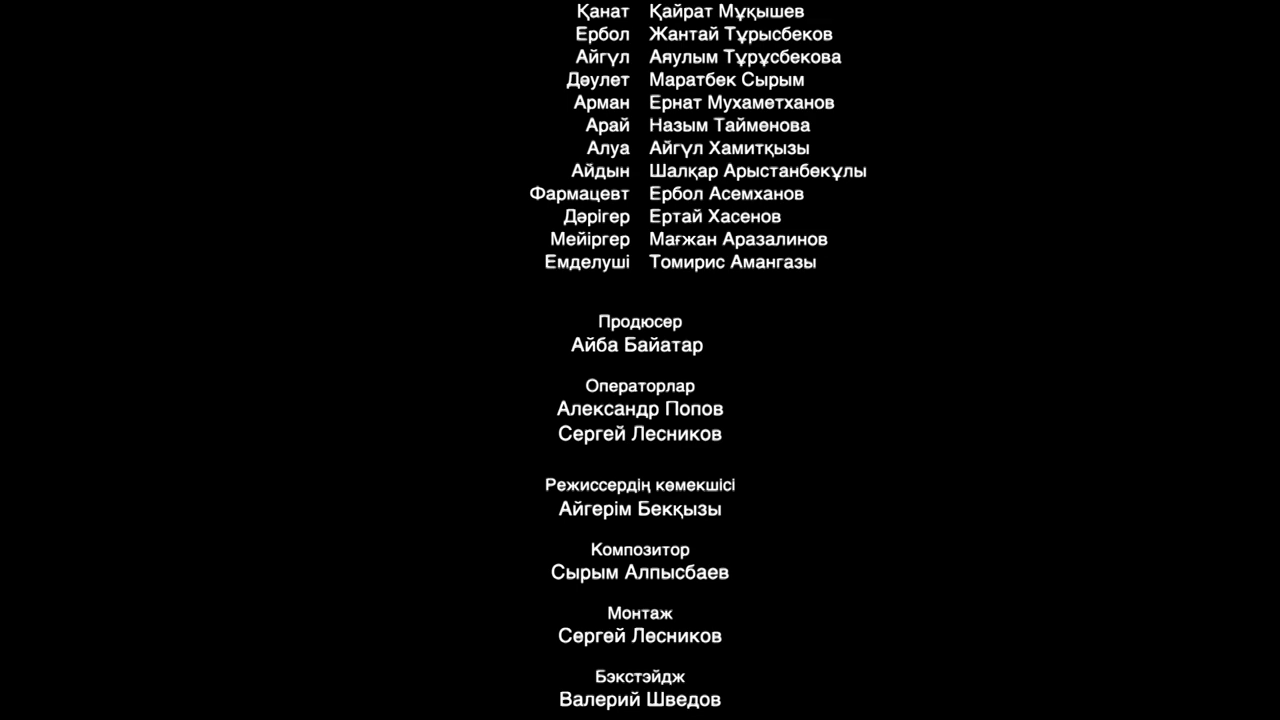 Қанат Қайрат Мұқышев
Ербол Жантай Тұрысбеков
Айгүл Аяулым Тұрұсбекова
Дәулет Маратбек Сырым
Арман Ернат Мухаметханов
Арай Назым Тайменова
Алуа Айгүл Хамитқызы
Айдын Шалқар Арыстанбекұлы
Фармацевт Ербол Асемханов
Дәрігер Ертай Хасенов
Мейіргер Мағжан Аразалинов
Емделуші Томирис Амангазы
Продюсер
Айба Байатар
Операторлар
Александр Попов
Сергей Лесников
Режиссердің көмекшісі
Айгерім Бекқызы
Композитор
Сырым Алпысбаев
Монтаж
Сергей Лесников
Бэкстэйдж
Валерий Шведов